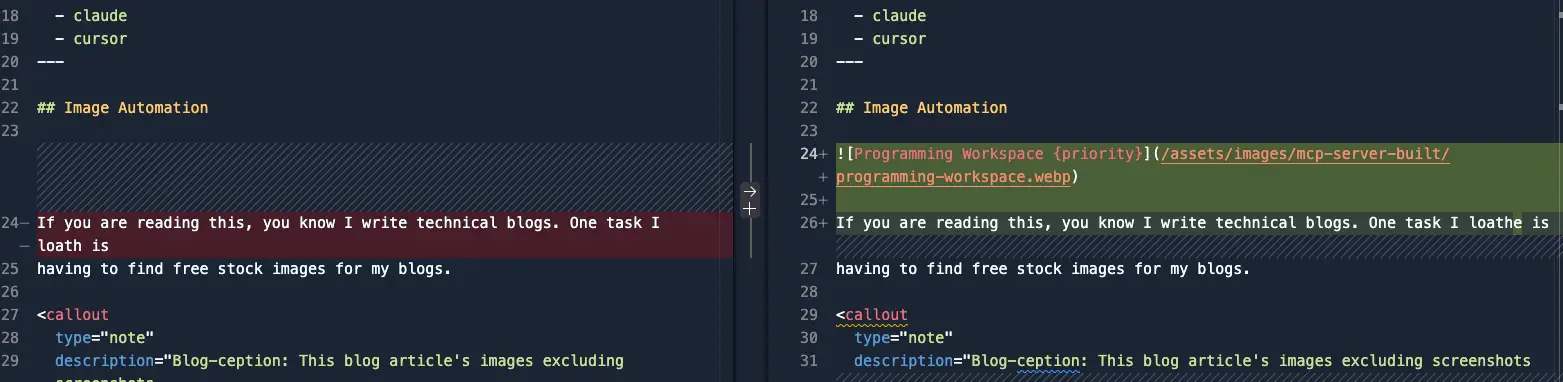 18 - claude
19 - cursor
20 ---
21
22 ## Image Automation
23
24- If you are reading this, you know I write technical blogs. One task I
- loath is
25 having to find free stock images for my blogs.
26
27 <callout
28 type="note"
29 description="Blog-ception: This blog article's images excluding
screenshots
18 - claude
19 - cursor
20 ---
21
22 ## Image Automation
23
24+ ![Programming Workspace {priority}](/assets/images/mcp-server-built/
+ programming-workspace.webp)
25+
26+ If you are reading this, you know I write technical blogs. One task I loathe is
27 having to find free stock images for my blogs.
28
29 <callout
30 type="note"
31 description="Blog-ception: This blog article's images excluding screenshots